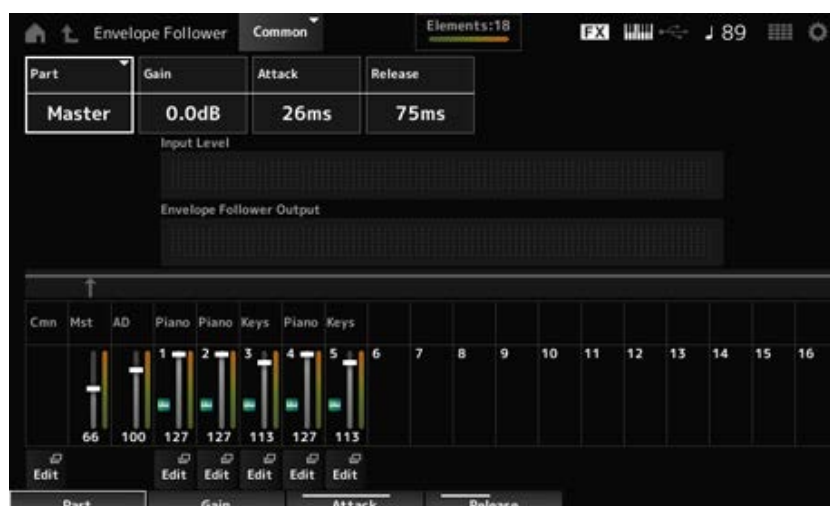 Envelope Follower Common Elements:18 FX ♩ 89
Part Gain Attack Release
Master 0.0dB 26ms 75ms
Input Level
Envelope Follower Output
Cmn Mst AD Piano Piano Keys Piano Keys
1 2 3 4 5 6 7 8 9 10 11 12 13 14 15 16
66 100 127 127 113 127 113
Edit Edit Edit Edit Edit Edit
Part Gain Attack Release